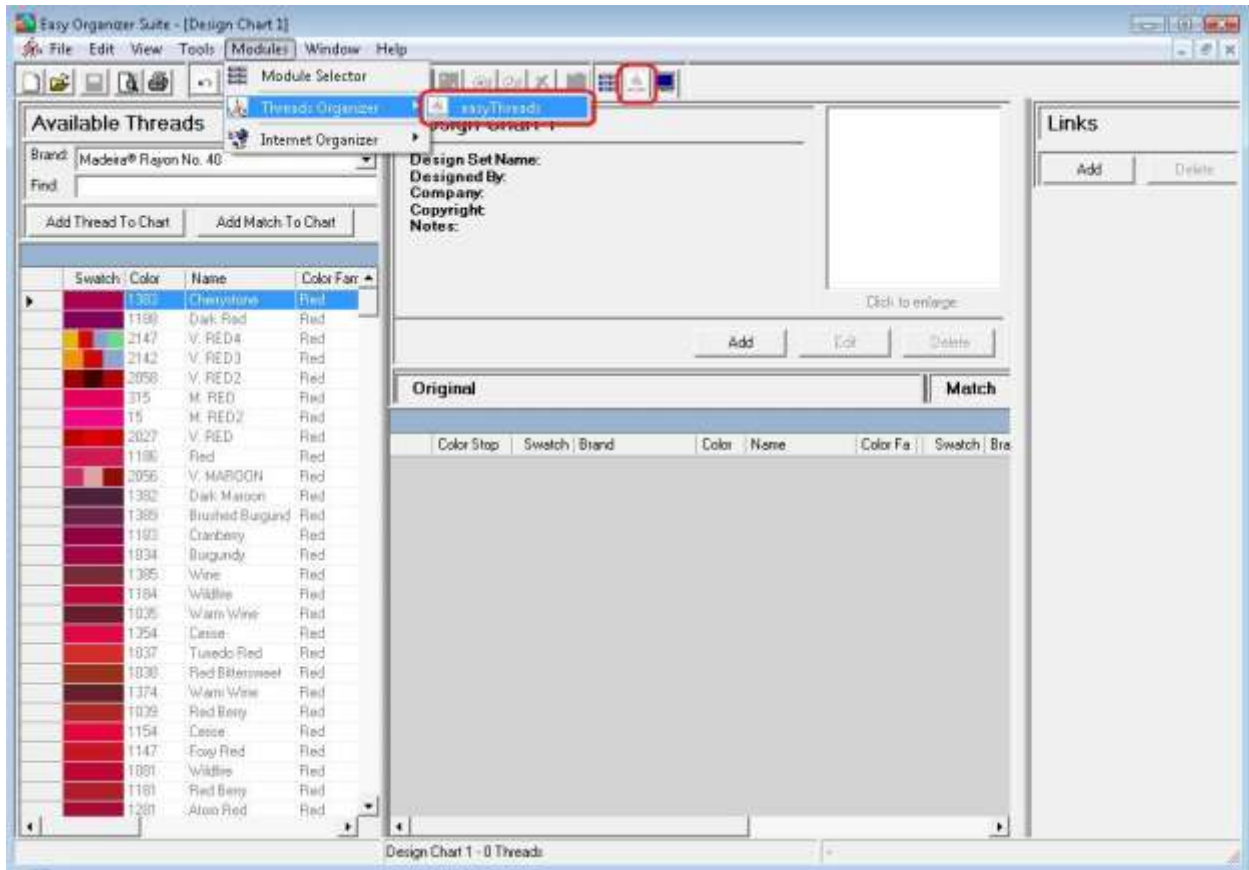 Easy Organizer Suite - [Design Chart 1]
File Edit View Tools Modules Window Help
Module Selector
Threads Organizer
easyThreads
Internet Organizer
Available Threads
Brand: Madeira® Rayon No. 40
Find:
Add Thread To Chart Add Match To Chart
Swatch Color Name Color Fam
1383 Cherrystone Red
1188 Dark Red Red
2147 V. RED4 Red
2142 V. RED3 Red
2058 V. RED2 Red
315 M. RED Red
15 M. RED2 Red
2027 V. RED Red
1186 Red Red
2056 V. MAROON Red
1382 Dark Maroon Red
1389 Brushed Burgund Red
1183 Cranberry Red
1034 Burgundy Red
1385 Wine Red
1184 Wildfire Red
1035 Warm Wine Red
1354 Cerise Red
1037 Tuxedo Red Red
1038 Red Bittersweet Red
1374 Warm Wine Red
1039 Red Berry Red
1154 Cerise Red
1147 Foxy Red Red
1081 Wildfire Red
1181 Red Berry Red
1281 Red
Design Chart 1
Design Set Name:
Designed By:
Company:
Copyright:
Notes:
Click to enlarge
Add Edit Delete
Original Match
Color Stop Swatch Brand Color Name Color Fa Swatch Bra
Links
Add Delete
Design Chart 1 - 0 Threads